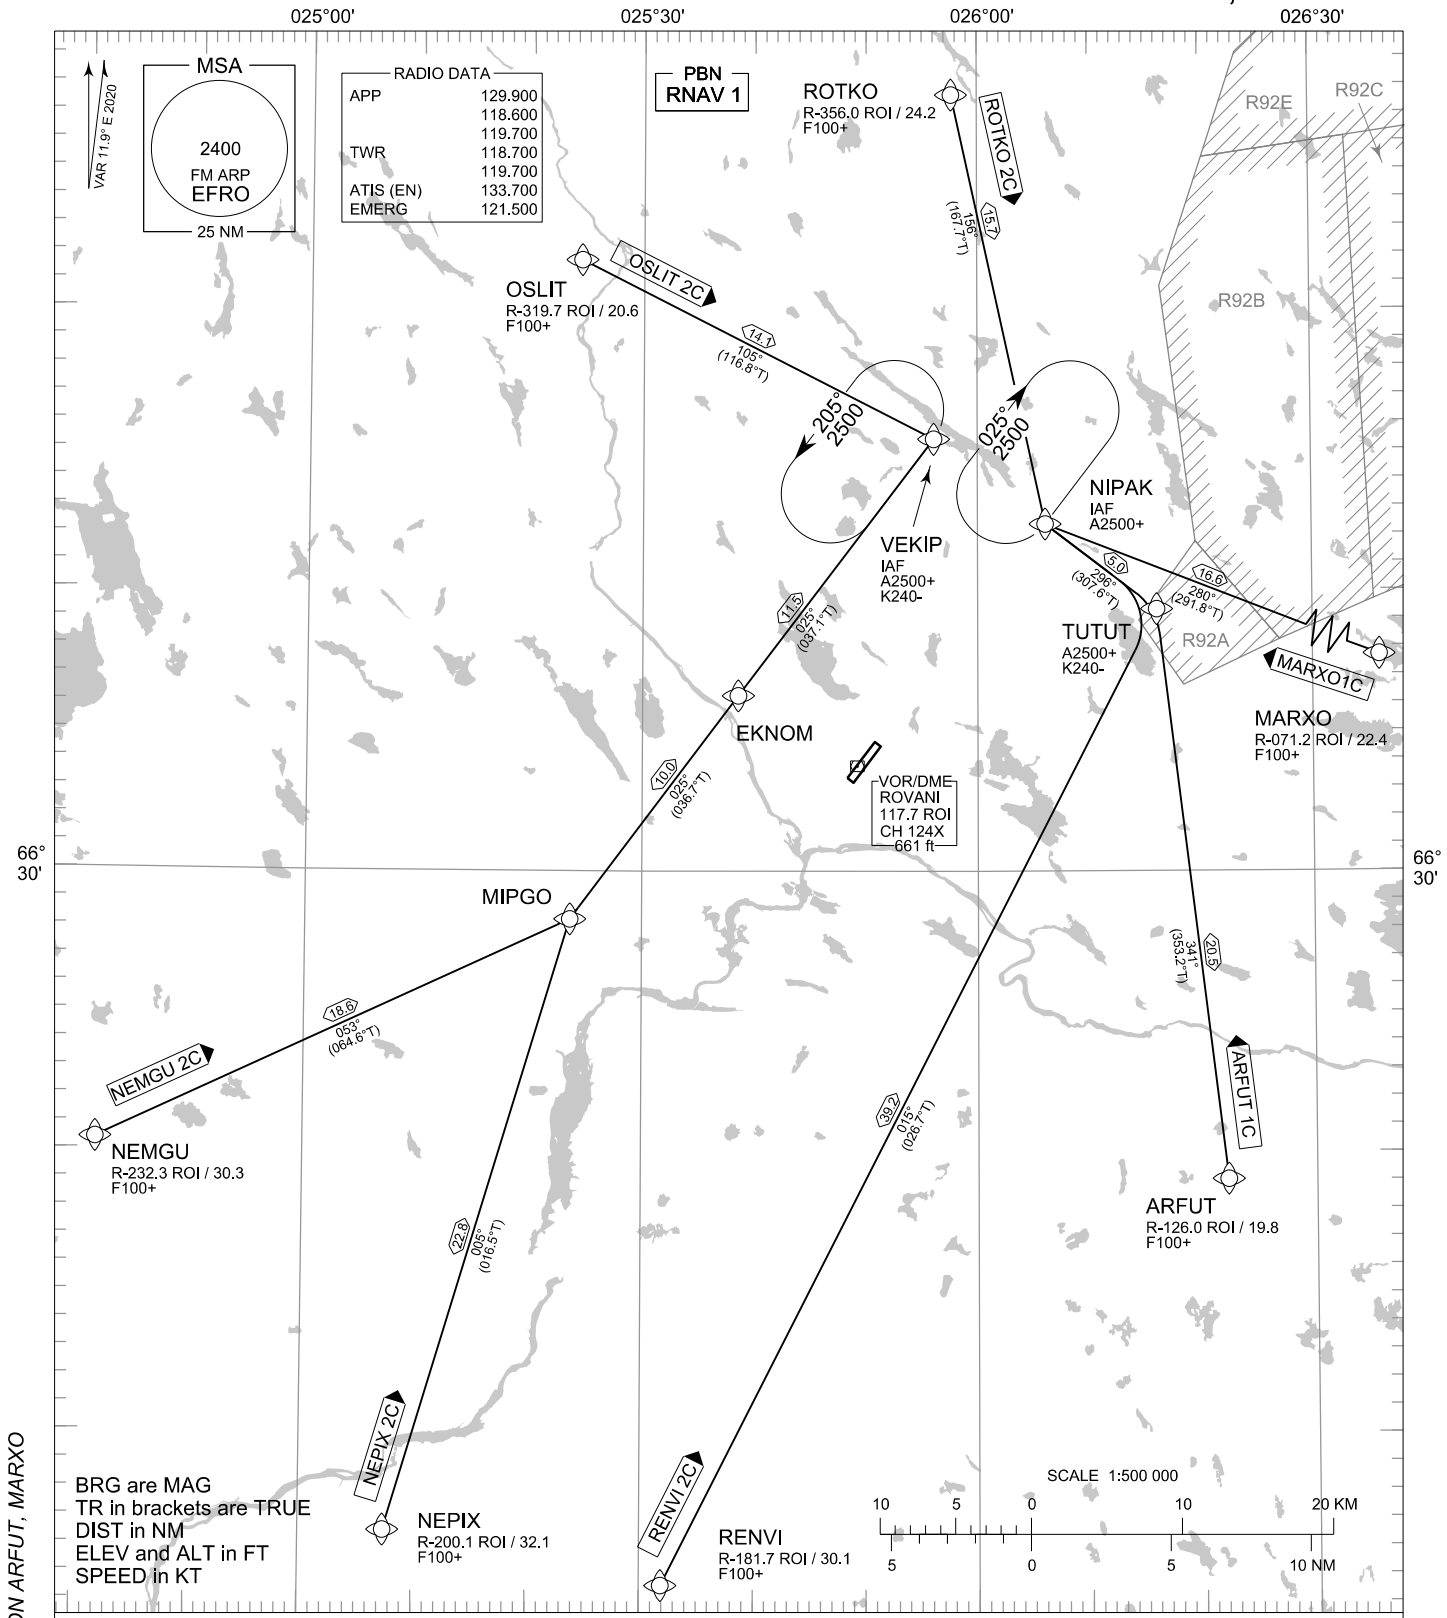 025°00'
025°30'
026°00'
026°30'
VAR 11.9° E 2020
MSA
2400
FM ARP
EFRO
25 NM
RADIO DATA
APP 129.900
118.600
119.700
TWR 118.700
119.700
ATIS (EN) 133.700
EMERG 121.500
PBN
RNAV 1
ROTKO
R-356.0 ROI / 24.2
F100+
ROTKO 2C
15.7
156°
(167.7°T)
R92E
R92C
R92B
OSLIT
R-319.7 ROI / 20.6
F100+
OSLIT 2C
14.1
105°
(116.8°T)
205°
2500
025°
2500
NIPAK
IAF
A2500+
VEKIP
IAF
A2500+
K240-
5.0
296°
(307.6°T)
16.6
280°
(291.8°T)
11.5
025°
(037.1°T)
TUTUT
A2500+
K240-
R92A
MARXO1C
MARXO
R-071.2 ROI / 22.4
F100+
EKNOM
10.0
025°
(036.7°T)
VOR/DME
ROVANI
117.7 ROI
CH 124X
661 ft
66°
30'
66°
30'
MIPGO
20.5
341°
(353.2°T)
18.6
053°
(064.6°T)
NEMGU 2C
NEMGU
R-232.3 ROI / 30.3
F100+
39.2
015°
(026.7°T)
ARFUT 1C
ARFUT
R-126.0 ROI / 19.8
F100+
22.8
005°
(016.5°T)
NEPIX 2C
NEPIX
R-200.1 ROI / 32.1
F100+
RENVI 2C
RENVI
R-181.7 ROI / 30.1
F100+
BRG are MAG
TR in brackets are TRUE
DIST in NM
ELEV and ALT in FT
SPEED in KT
SCALE 1:500 000
10 5 0 10 20 KM
5 0 5 10 NM
ON ARFUT, MARXO